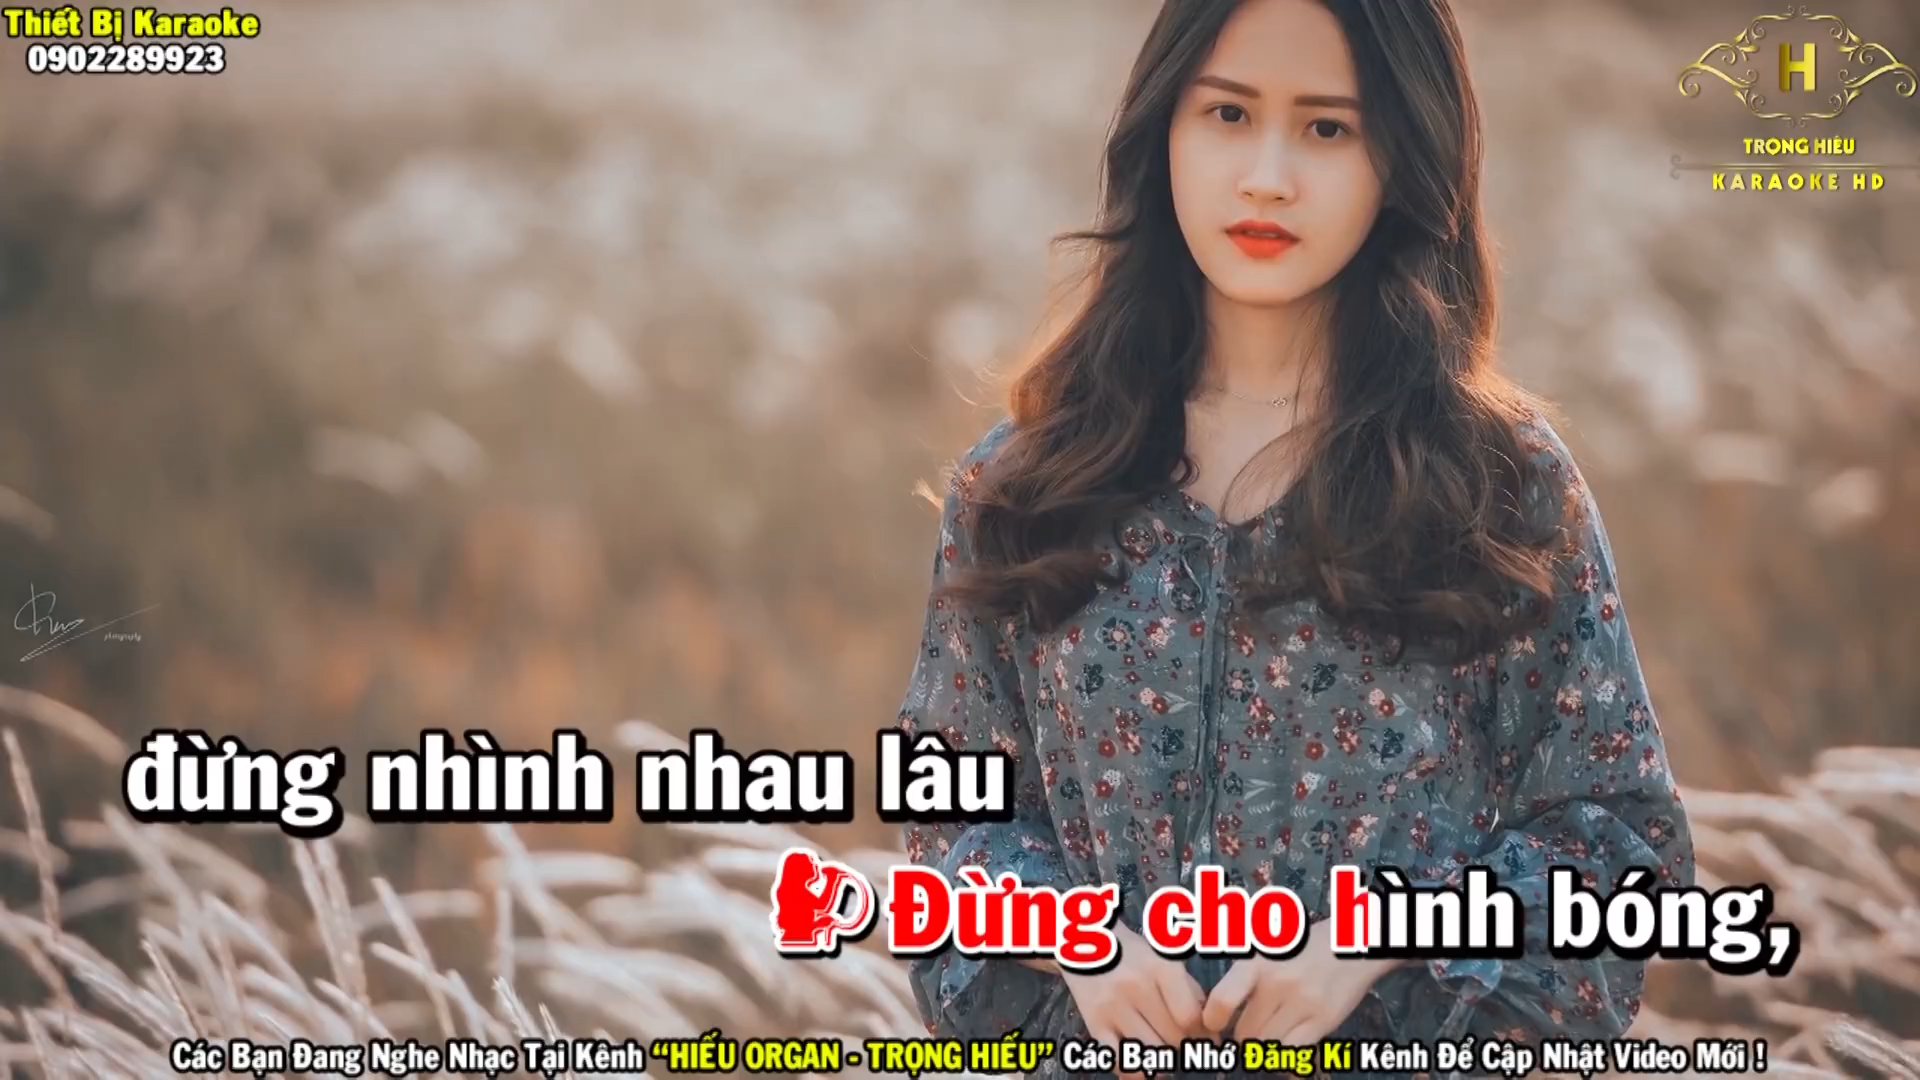 Thiết Bị Karaoke
0902289923
H
TRỌNG HIẾU
KARAOKE HD
photography
đừng nhình nhau lâu
Đừng cho hình bóng,
Các Bạn Đang Nghe Nhạc Tại Kênh “HIẾU ORGAN - TRỌNG HIẾU” Các Bạn Nhớ Đăng Kí Kênh Để Cập Nhật Video Mới !